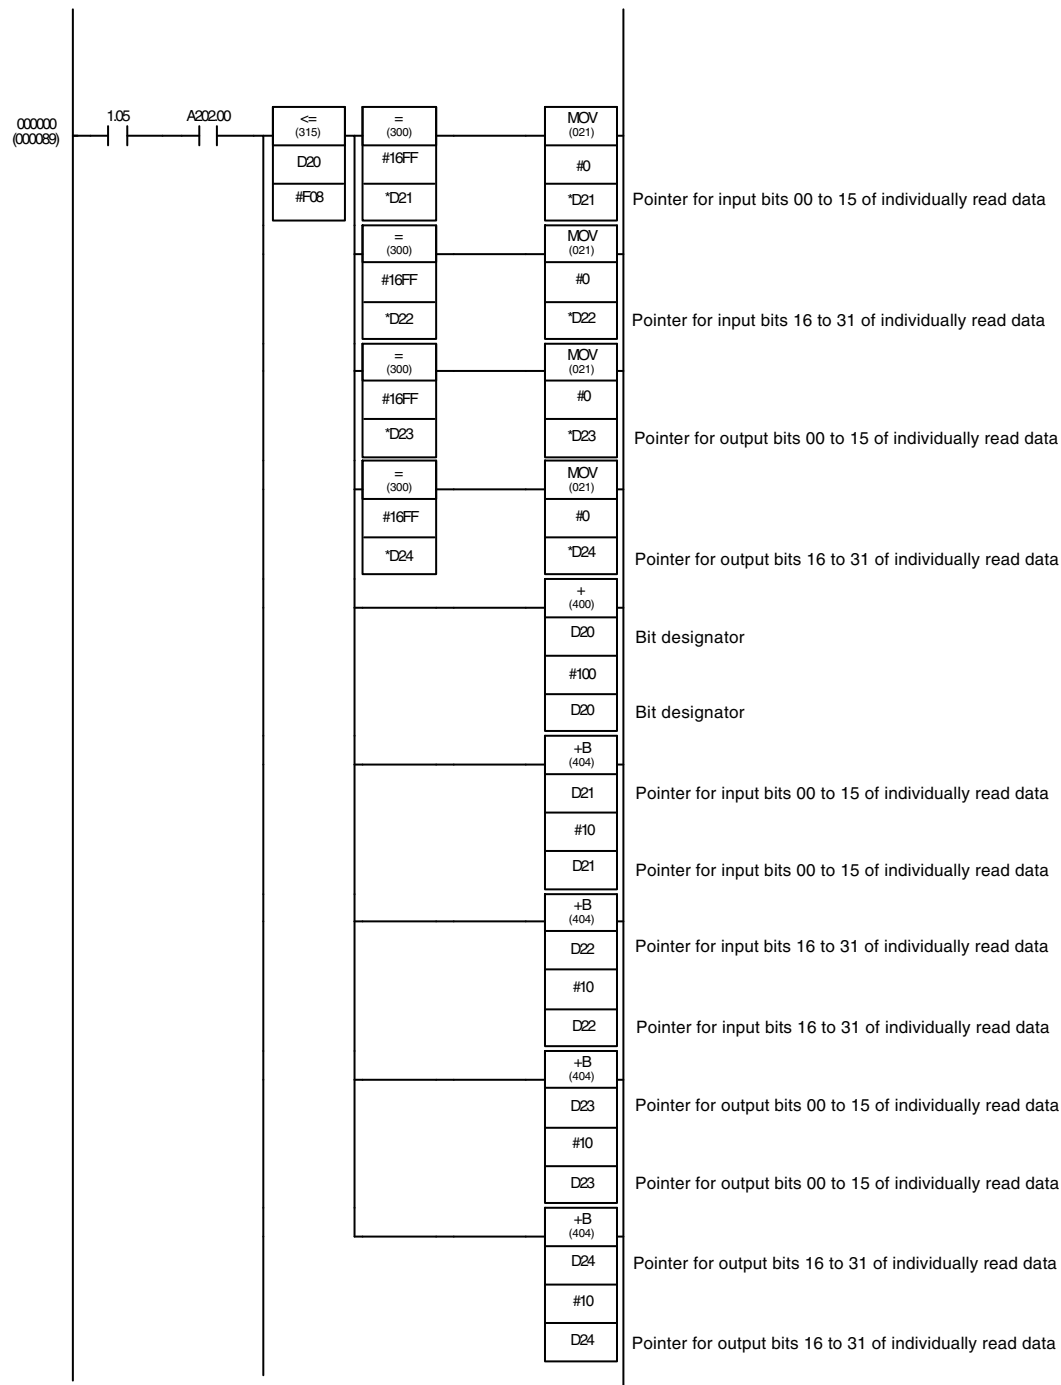 000000
(000089)
1.05
A202.00
<=
(315)
D20
#F08
=
(300)
#16FF
*D21
MOV
(021)
#0
*D21
Pointer for input bits 00 to 15 of individually read data
=
(300)
#16FF
*D22
MOV
(021)
#0
*D22
Pointer for input bits 16 to 31 of individually read data
=
(300)
#16FF
*D23
MOV
(021)
#0
*D23
Pointer for output bits 00 to 15 of individually read data
=
(300)
#16FF
*D24
MOV
(021)
#0
*D24
Pointer for output bits 16 to 31 of individually read data
+
(400)
D20
Bit designator
#100
D20
Bit designator
+B
(404)
D21
Pointer for input bits 00 to 15 of individually read data
#10
D21
Pointer for input bits 00 to 15 of individually read data
+B
(404)
D22
Pointer for input bits 16 to 31 of individually read data
#10
D22
Pointer for input bits 16 to 31 of individually read data
+B
(404)
D23
Pointer for output bits 00 to 15 of individually read data
#10
D23
Pointer for output bits 00 to 15 of individually read data
+B
(404)
D24
Pointer for output bits 16 to 31 of individually read data
#10
D24
Pointer for output bits 16 to 31 of individually read data